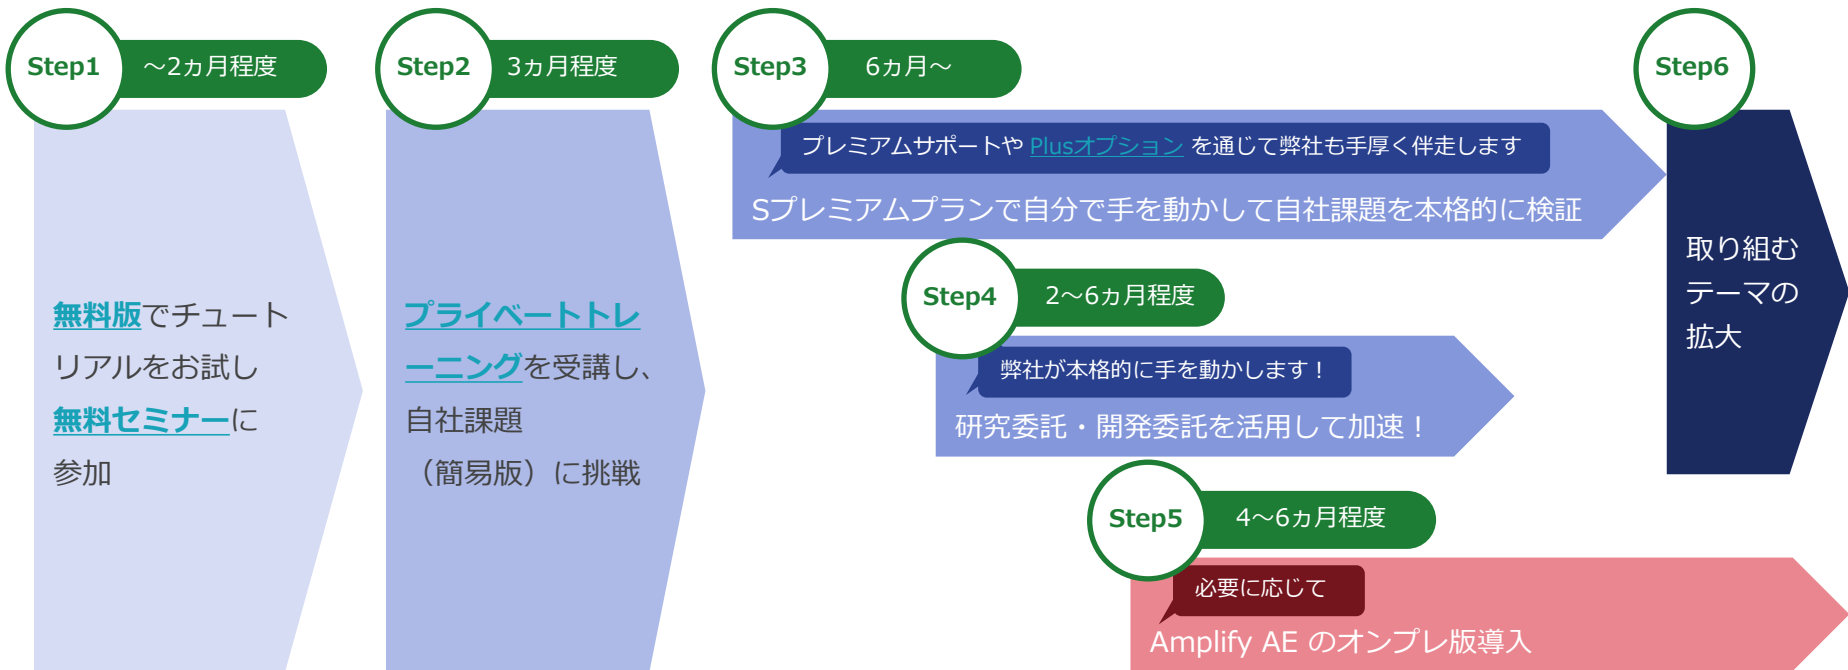 Step1
～2ヵ月程度
無料版でチュート
リアルをお試し
無料セミナーに
参加
Step2
3ヵ月程度
プライベートトレ
ーニングを受講し、
自社課題
（簡易版）に挑戦
Step3
6ヵ月～
プレミアムサポートや Plusオプション を通じて弊社も手厚く伴走します
Sプレミアムプランで自分で手を動かして自社課題を本格的に検証
Step4
2～6ヵ月程度
弊社が本格的に手を動かします！
研究委託・開発委託を活用して加速！
Step5
4～6ヵ月程度
必要に応じて
Amplify AE のオンプレ版導入
Step6
取り組む
テーマの
拡大